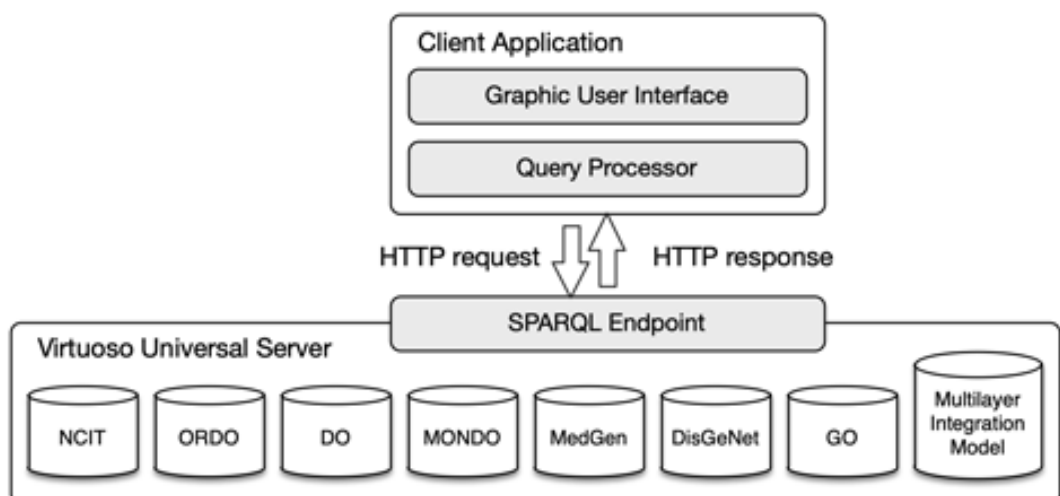 Client Application
Graphic User Interface
Query Processor
HTTP request
HTTP response
SPARQL Endpoint
Virtuoso Universal Server
NCIT
ORDO
DO
MONDO
MedGen
DisGeNet
GO
Multilayer
Integration
Model